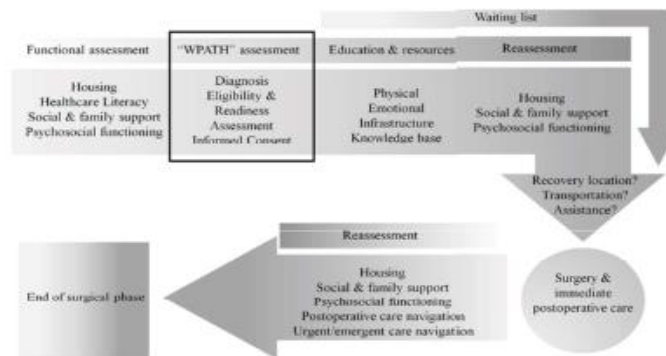 Waiting list
Functional assessment
"WPATH" assessment
Education & resources
Reassessment
Housing
Healthcare Literacy
Social & family support
Psychosocial functioning
Diagnosis
Eligibility &
Readiness
Assessment
Informed Consent
Physical
Emotional
Infrastructure
Knowledge base
Housing
Social & family support
Psychosocial functioning
Recovery location?
Transportation?
Assistance?
Reassessment
Housing
Social & family support
Psychosocial functioning
Postoperative care navigation
Urgent/emergent care navigation
End of surgical phase
Surgery &
immediate
postoperative care